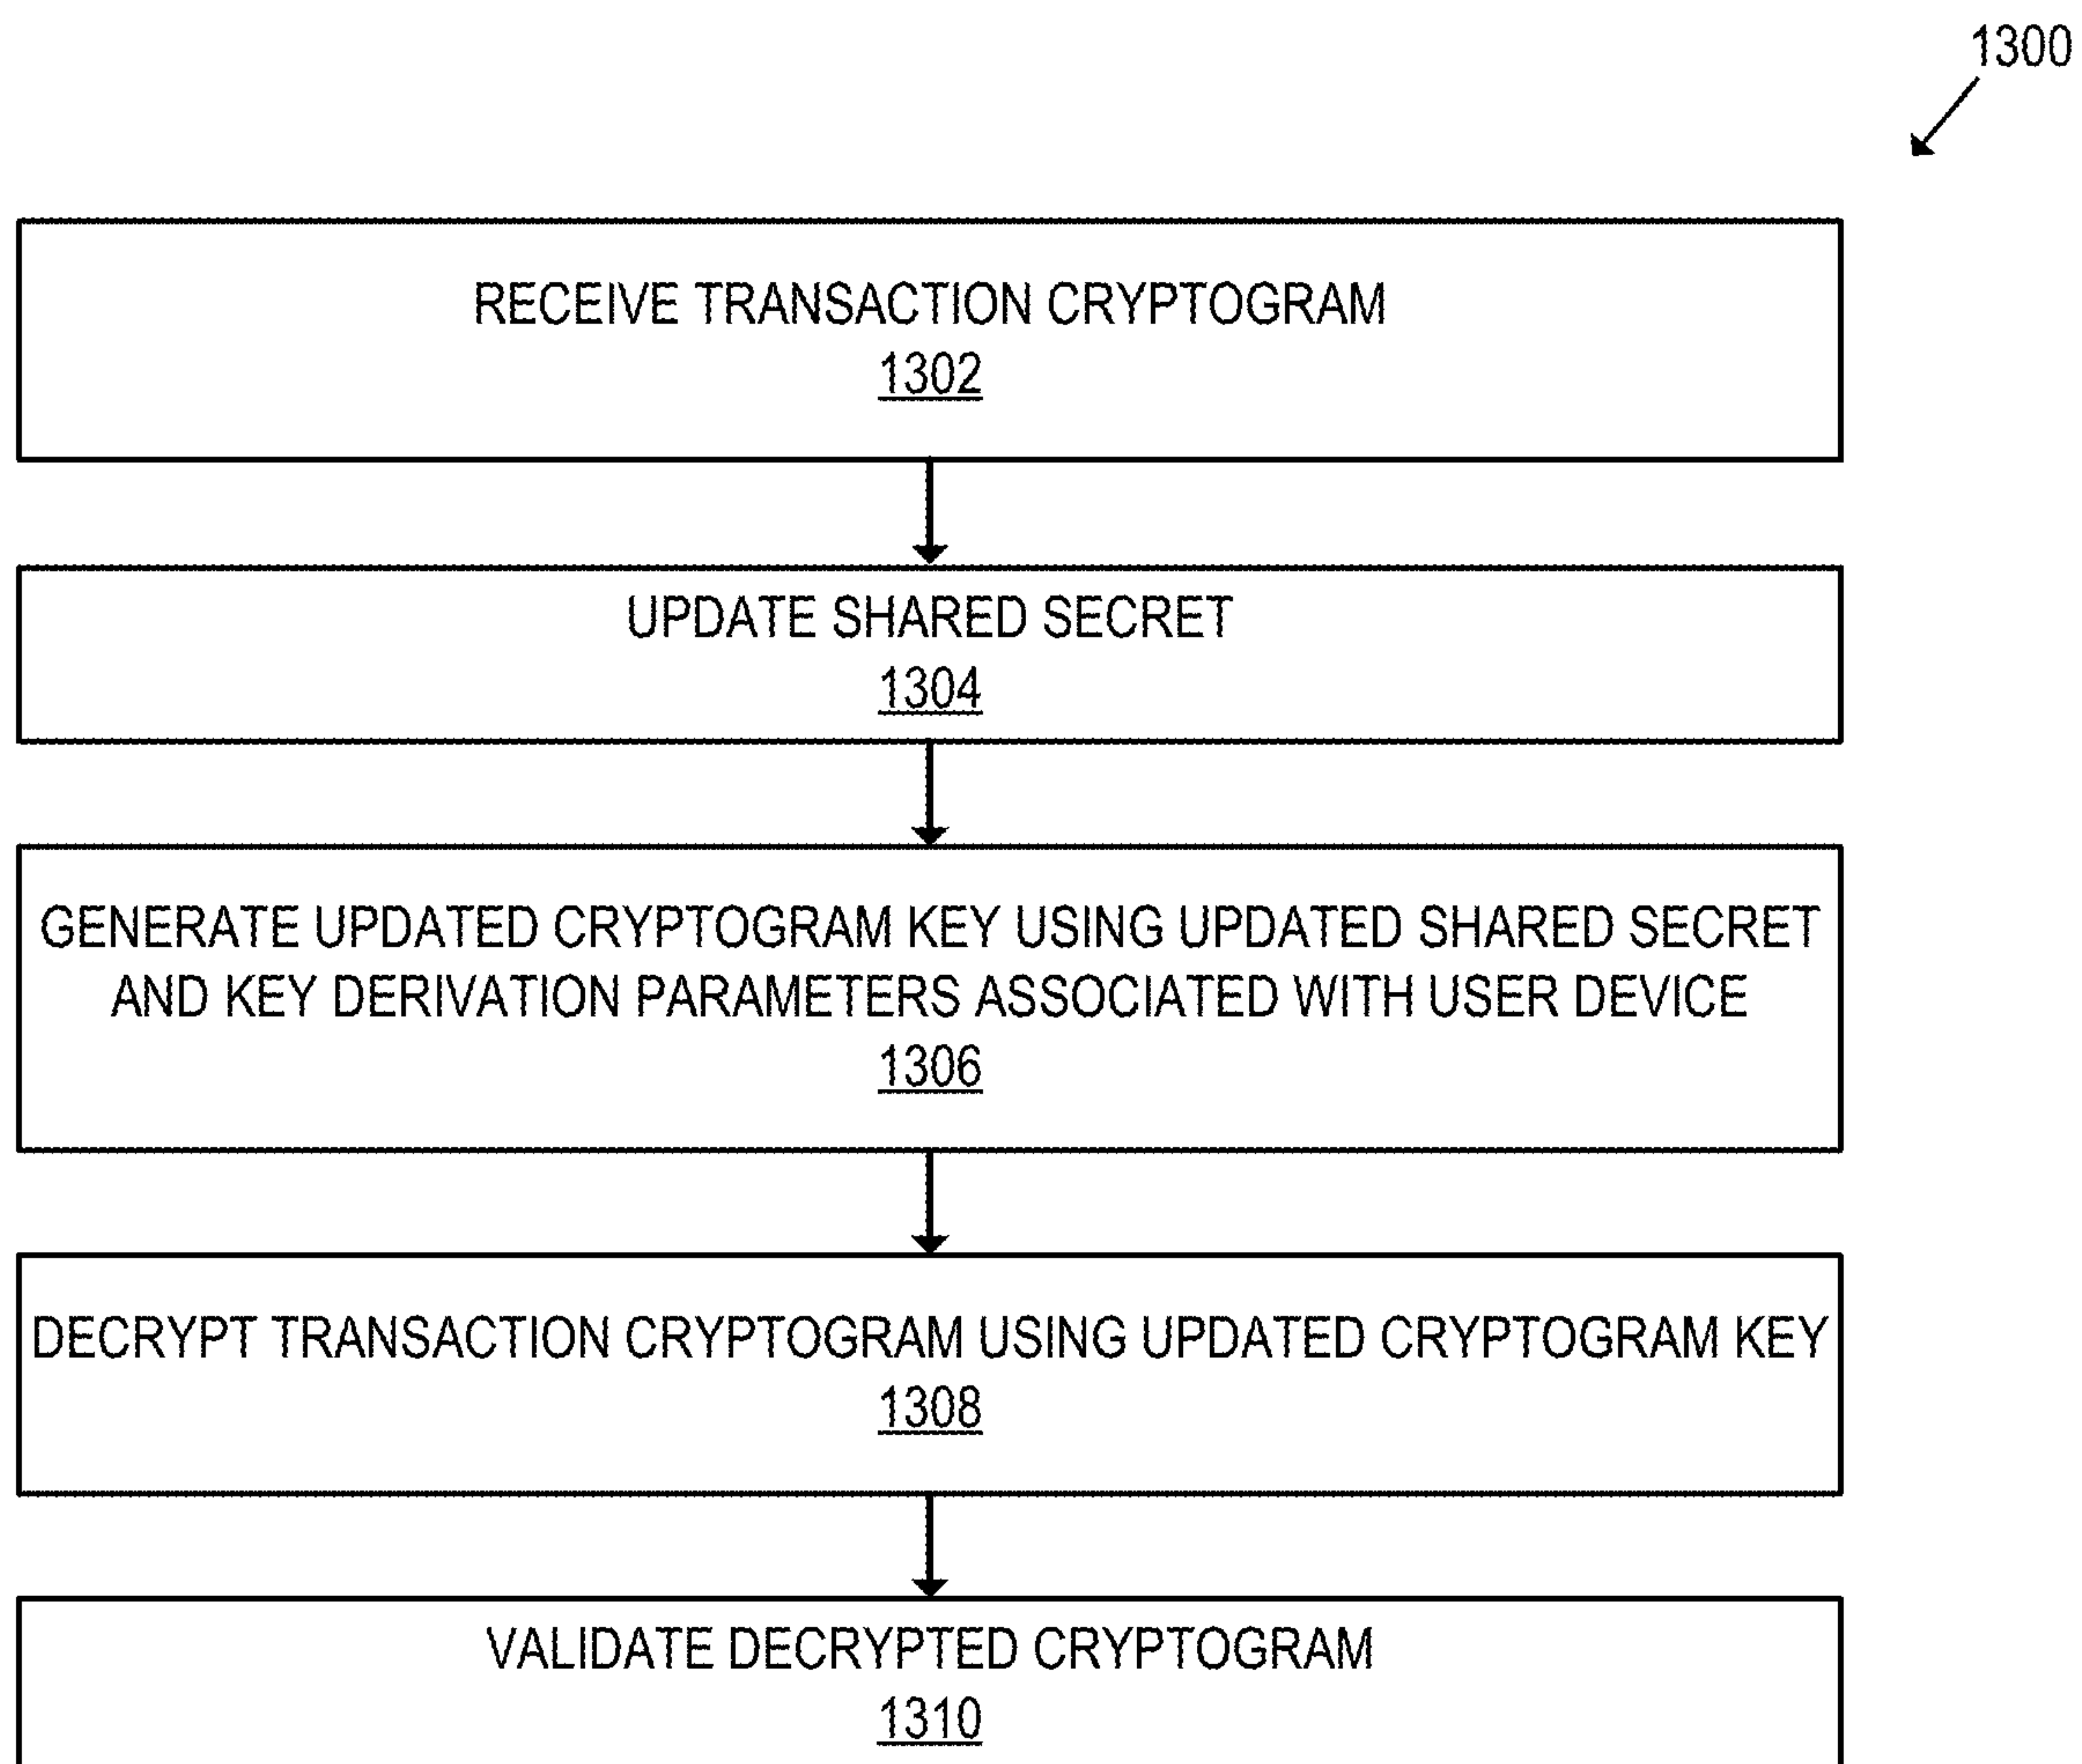 1300
RECEIVE TRANSACTION CRYPTOGRAM
1302
UPDATE SHARED SECRET
1304
GENERATE UPDATED CRYPTOGRAM KEY USING UPDATED SHARED SECRET
AND KEY DERIVATION PARAMETERS ASSOCIATED WITH USER DEVICE
1306
DECRYPT TRANSACTION CRYPTOGRAM USING UPDATED CRYPTOGRAM KEY
1308
VALIDATE DECRYPTED CRYPTOGRAM
1310